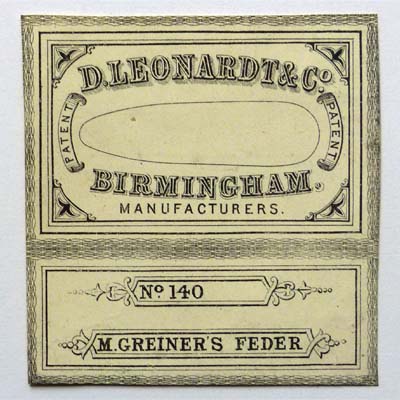 D. LEONARDT & Co.
PATENT
PATENT
BIRMINGHAM.
MANUFACTURERS.
No. 140
M. GREINER'S FEDER